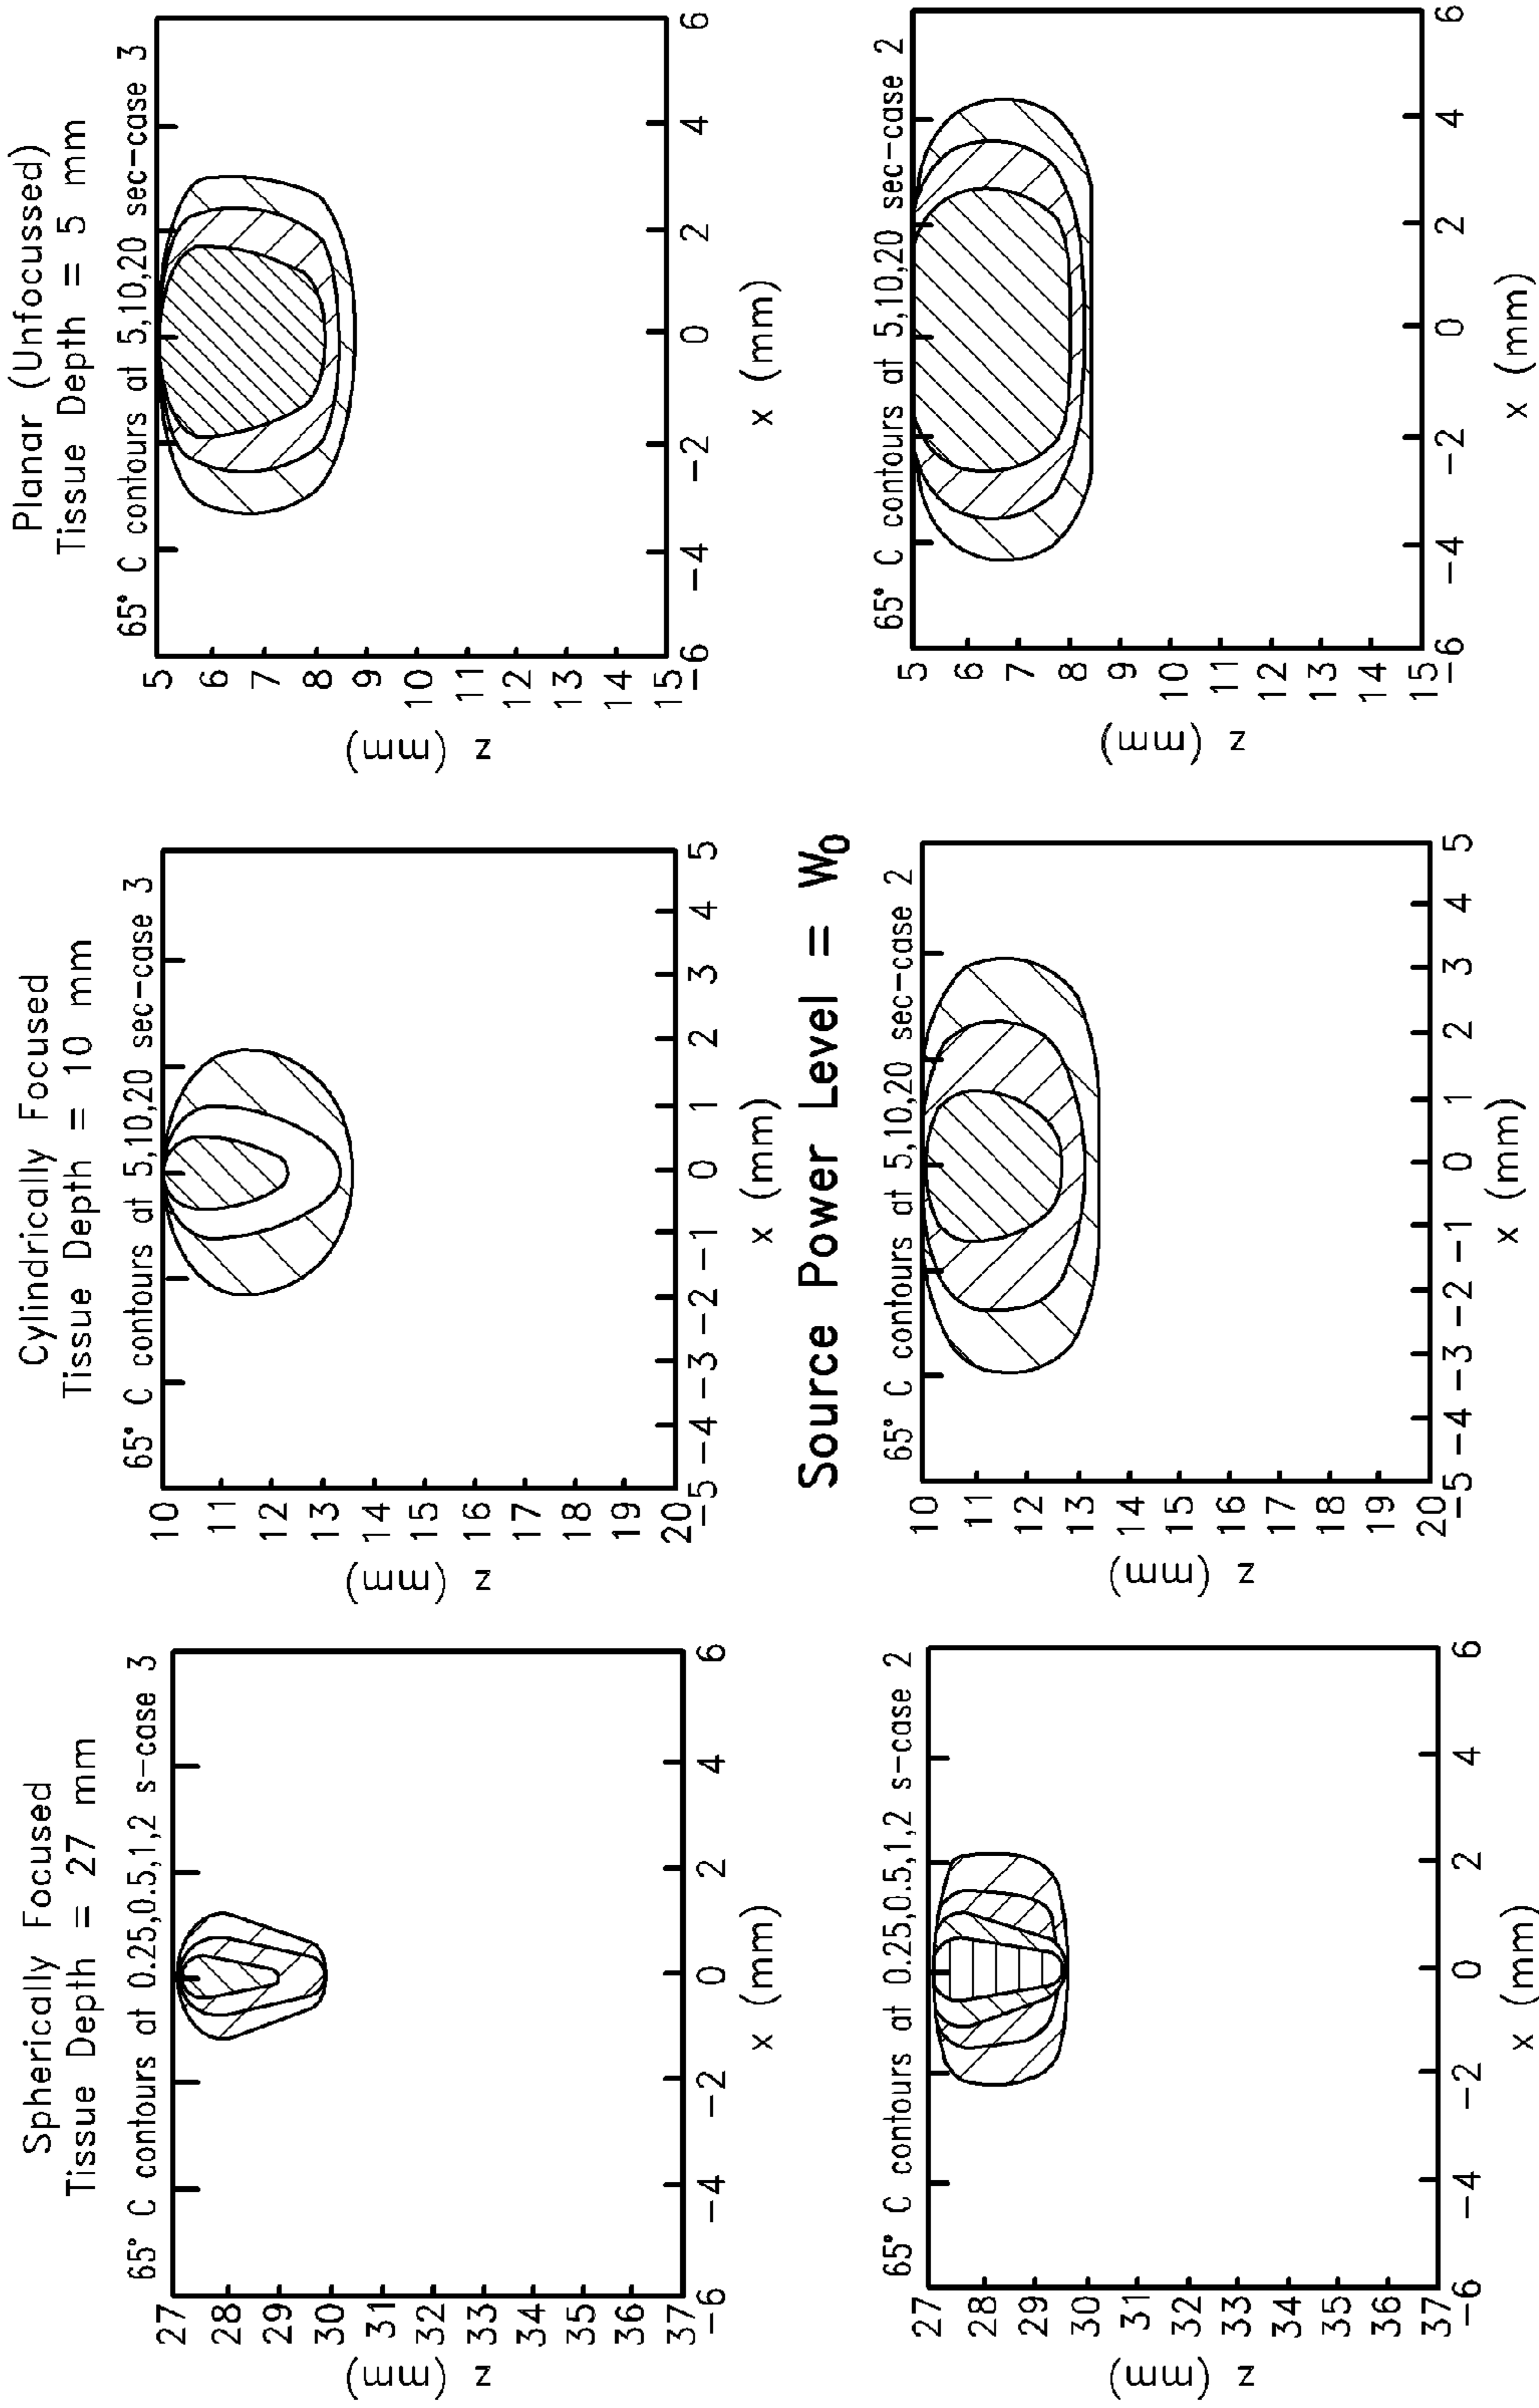 Spherically Focused
Tissue Depth = 27 mm
65° C contours at 0.25,0.5,1,2 s-case 3
27
28
29
30
31
32
33
34
35
36
37
z (mm)
-6 -4 -2 0 2 4 6
x (mm)
Cylindrically Focused
Tissue Depth = 10 mm
65° C contours at 5,10,20 sec-case 3
10
11
12
13
14
15
16
17
18
19
20
z (mm)
-5 -4 -3 -2 -1 0 1 2 3 4 5
x (mm)
Planar (Unfocussed)
Tissue Depth = 5 mm
65° C contours at 5,10,20 sec-case 3
5
6
7
8
9
10
11
12
13
14
15
z (mm)
-6 -4 -2 0 2 4 6
x (mm)
Source Power Level = W₀
65° C contours at 0.25,0.5,1,2 s-case 2
27
28
29
30
31
32
33
34
35
36
37
z (mm)
-6 -4 -2 0 2 4 6
x (mm)
65° C contours at 5,10,20 sec-case 2
10
11
12
13
14
15
16
17
18
19
20
z (mm)
-5 -4 -3 -2 -1 0 1 2 3 4 5
x (mm)
65° C contours at 5,10,20 sec-case 2
5
6
7
8
9
10
11
12
13
14
15
z (mm)
-6 -4 -2 0 2 4 6
x (mm)